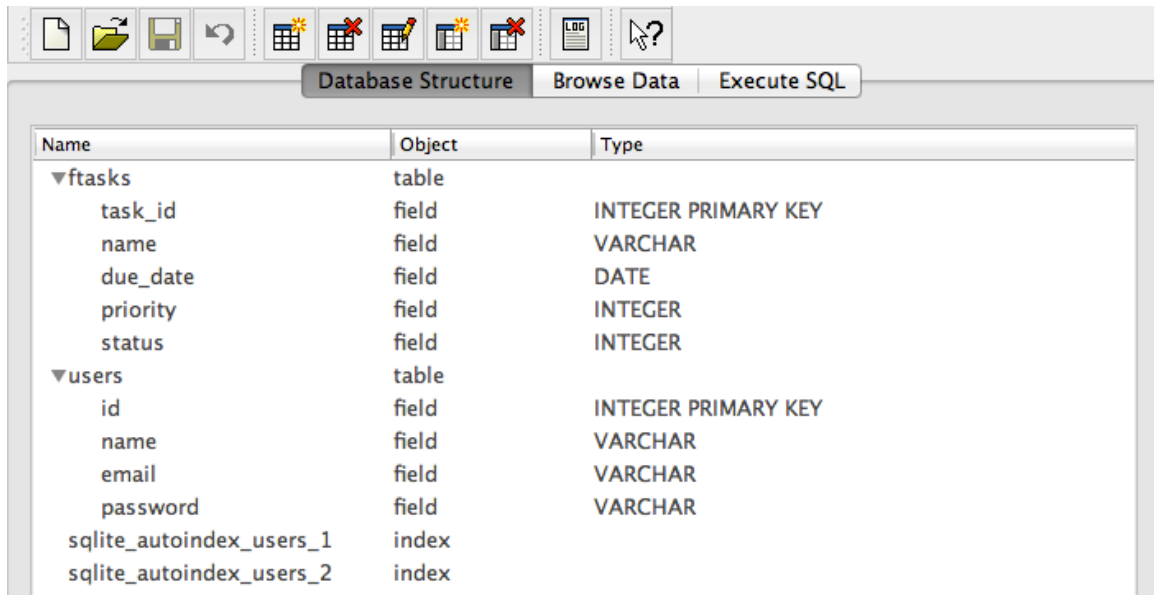 LOG
Database Structure Browse Data Execute SQL
Name Object Type
ftasks table
task_id field INTEGER PRIMARY KEY
name field VARCHAR
due_date field DATE
priority field INTEGER
status field INTEGER
users table
id field INTEGER PRIMARY KEY
name field VARCHAR
email field VARCHAR
password field VARCHAR
sqlite_autoindex_users_1 index
sqlite_autoindex_users_2 index